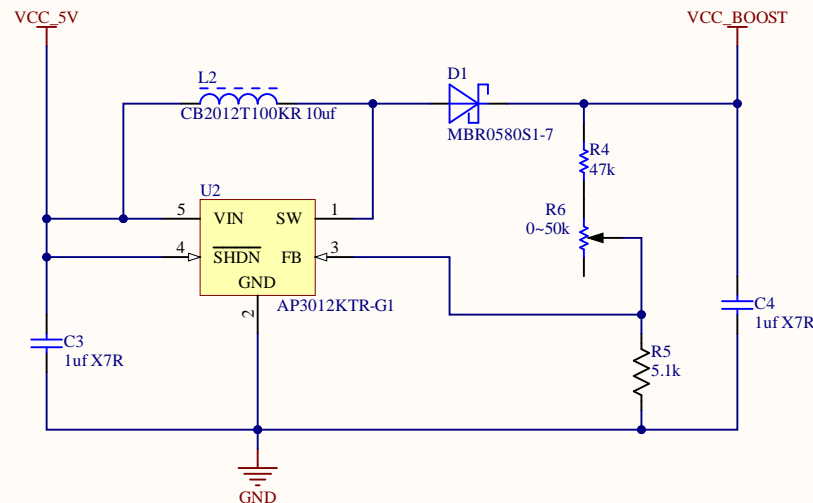 VCC_5V
VCC_BOOST
L2
CB2012T100KR 10uf
D1
MBR0580S1-7
R4
47k
U2
R6
0~50k
5
VIN
SW
1
4
SHDN
FB
3
GND
2
AP3012KTR-G1
C3
1uf X7R
C4
1uf X7R
R5
5.1k
GND